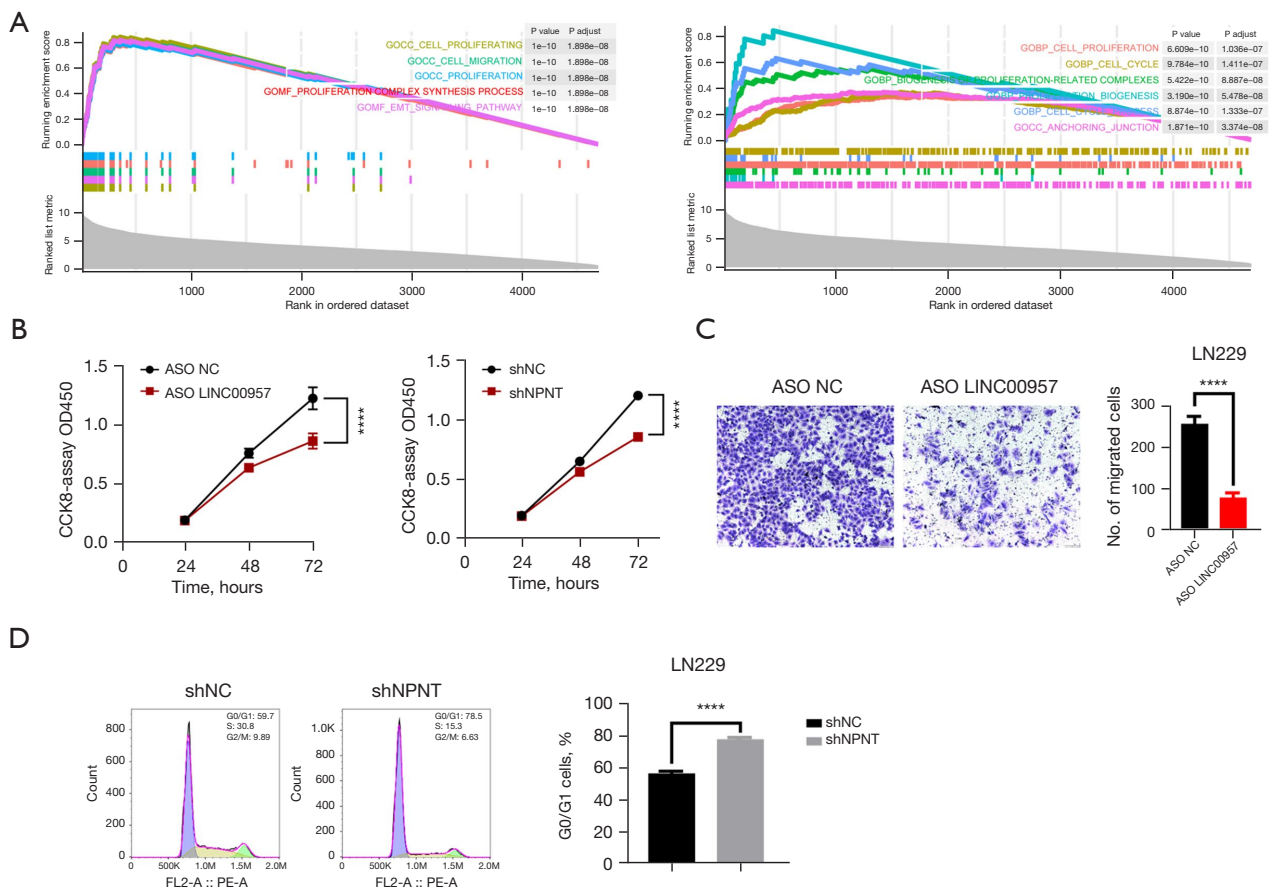 A
P value P adjust
GOCC_CELL_PROLIFERATING 1e−10 1.898e−08
GOCC_CELL_MIGRATION 1e−10 1.898e−08
GOCC_PROLIFERATION 1e−10 1.898e−08
GOMF_PROLIFERATION COMPLEX SYNTHESIS PROCESS 1e−10 1.898e−08
GOMF_EMT_SIGNALING_PATHWAY 1e−10 1.898e−08
Running enrichment score
0.8
0.6
0.4
0.2
0.0
Ranked list metric
10
5
0
1000 2000 3000 4000
Rank in ordered dataset
P value P adjust
GOBP_CELL_PROLIFERATION 6.609e−10 1.036e−07
GOBP_CELL_CYCLE 9.784e−10 1.411e−07
GOBP_BIOGENESIS OF PROLIFERATION-RELATED COMPLEXES 5.422e−10 8.887e−08
BIOGENESIS 3.190e−10 5.478e−08
GOBP_CELL 8.874e−10 1.333e−07
GOCC_ANCHORING_JUNCTION 1.871e−10 3.374e−08
Running enrichment score
0.8
0.6
0.4
0.2
0.0
Ranked list metric
10
5
0
1000 2000 3000 4000
Rank in ordered dataset
B
CCK8-assay OD450
1.5
1.0
0.5
0.0
ASO NC
ASO LINC00957
****
0 24 48 72
Time, hours
CCK8-assay OD450
1.5
1.0
0.5
0.0
shNC
shNPNT
****
0 24 48 72
Time, hours
C
ASO NC ASO LINC00957
LN229
****
No. of migrated cells
300
200
100
0
ASO NC
ASO LINC00957
D
shNC
G0/G1: 59.7
S: 30.8
G2/M: 9.89
Count
800
600
400
200
0
0 500K 1.0M 1.5M 2.0M
FL2-A :: PE-A
shNPNT
G0/G1: 78.5
S: 15.3
G2/M: 6.63
Count
1.0K
800
600
400
200
0
0 500K 1.0M 1.5M 2.0M
FL2-A :: PE-A
LN229
****
G0/G1 cells, %
100
80
60
40
20
0
shNC
shNPNT